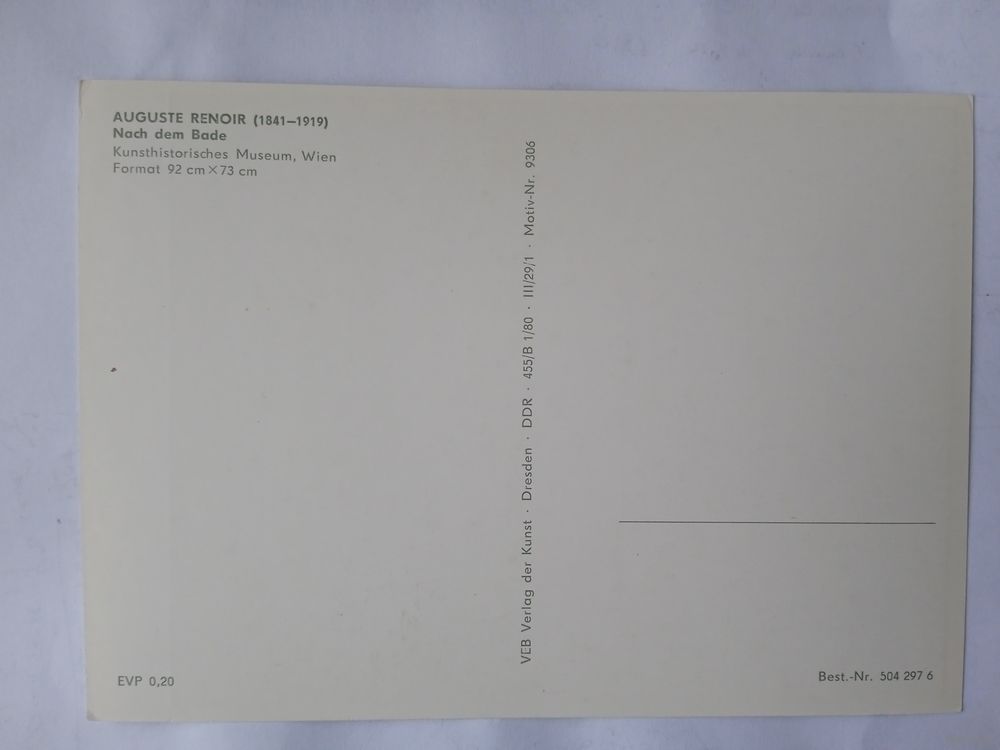 AUGUSTE RENOIR (1841—1919)
Nach dem Bade
Kunsthistorisches Museum, Wien
Format 92 cm×73 cm
VEB Verlag der Kunst · Dresden · DDR · 455/B 1/80 · III/29/1 · Motiv-Nr. 9306
EVP 0,20
Best.-Nr. 504 297 6